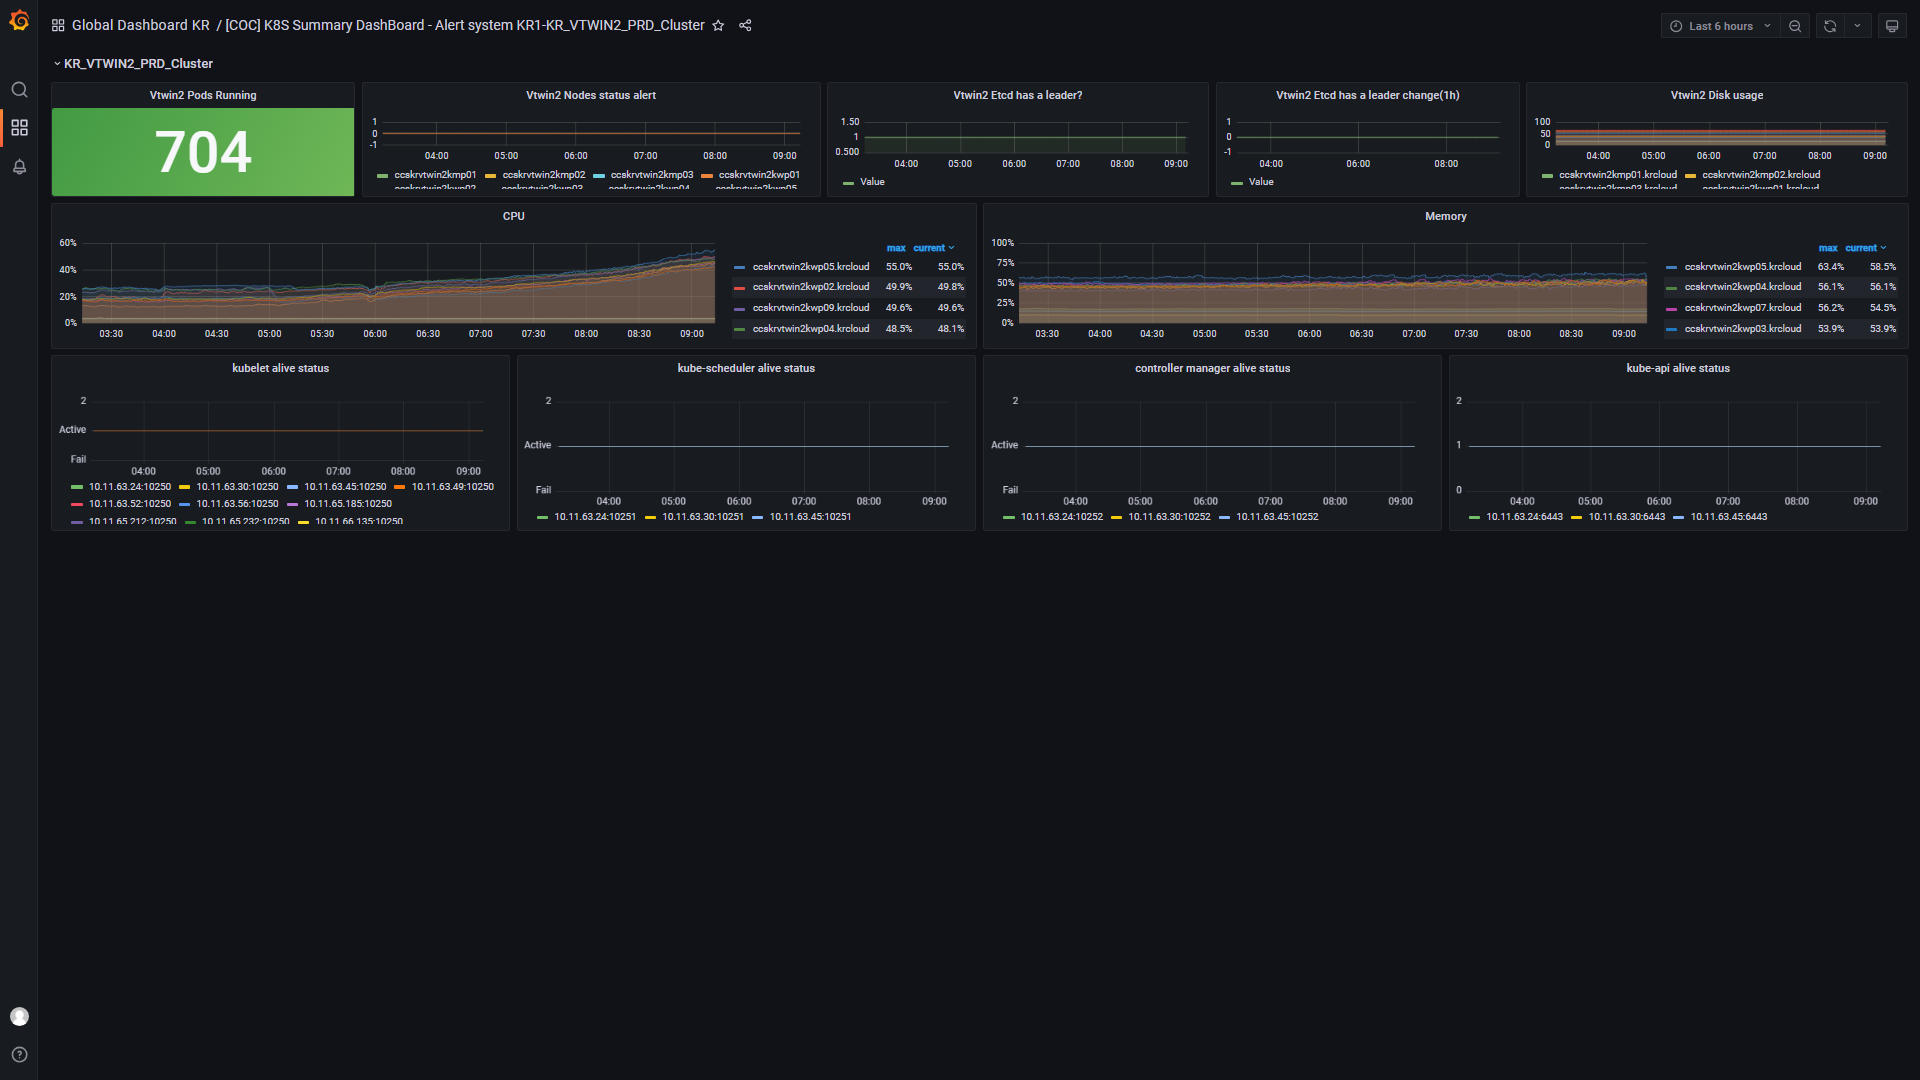 Global Dashboard KR / [COC] K8S Summary DashBoard - Alert system KR1-KR_VTWIN2_PRD_Cluster
Last 6 hours
KR_VTWIN2_PRD_Cluster
Vtwin2 Pods Running
704
Vtwin2 Nodes status alert
1
0
-1
04:00 05:00 06:00 07:00 08:00 09:00
ccskrvtwin2kmp01 ccskrvtwin2kmp02 ccskrvtwin2kmp03 ccskrvtwin2kwp01
ccskrvtwin2kwp02 ccskrvtwin2kwp03 ccskrvtwin2kwp04 ccskrvtwin2kwp05
Vtwin2 Etcd has a leader?
1.50
1
0.500
04:00 05:00 06:00 07:00 08:00 09:00
Value
Vtwin2 Etcd has a leader change(1h)
1
0
-1
04:00 06:00 08:00
Value
Vtwin2 Disk usage
100
50
0
04:00 05:00 06:00 07:00 08:00 09:00
ccskrvtwin2kmp01.krcloud ccskrvtwin2kmp02.krcloud
ccskrvtwin2kmp03.krcloud ccskrvtwin2kwp01.krcloud
CPU
60%
40%
20%
0%
03:30 04:00 04:30 05:00 05:30 06:00 06:30 07:00 07:30 08:00 08:30 09:00
max current
ccskrvtwin2kwp05.krcloud 55.0% 55.0%
ccskrvtwin2kwp02.krcloud 49.9% 49.8%
ccskrvtwin2kwp09.krcloud 49.6% 49.6%
ccskrvtwin2kwp04.krcloud 48.5% 48.1%
Memory
100%
75%
50%
25%
0%
03:30 04:00 04:30 05:00 05:30 06:00 06:30 07:00 07:30 08:00 08:30 09:00
max current
ccskrvtwin2kwp05.krcloud 63.4% 58.5%
ccskrvtwin2kwp04.krcloud 56.1% 56.1%
ccskrvtwin2kwp07.krcloud 56.2% 54.5%
ccskrvtwin2kwp03.krcloud 53.9% 53.9%
kubelet alive status
2
Active
Fail
04:00 05:00 06:00 07:00 08:00 09:00
10.11.63.24:10250 10.11.63.30:10250 10.11.63.45:10250 10.11.63.49:10250
10.11.63.52:10250 10.11.63.56:10250 10.11.65.185:10250
10.11.65.212:10250 10.11.65.232:10250 10.11.66.135:10250
kube-scheduler alive status
2
Active
Fail
04:00 05:00 06:00 07:00 08:00 09:00
10.11.63.24:10251 10.11.63.30:10251 10.11.63.45:10251
controller manager alive status
2
Active
Fail
04:00 05:00 06:00 07:00 08:00 09:00
10.11.63.24:10252 10.11.63.30:10252 10.11.63.45:10252
kube-api alive status
2
1
0
04:00 05:00 06:00 07:00 08:00 09:00
10.11.63.24:6443 10.11.63.30:6443 10.11.63.45:6443